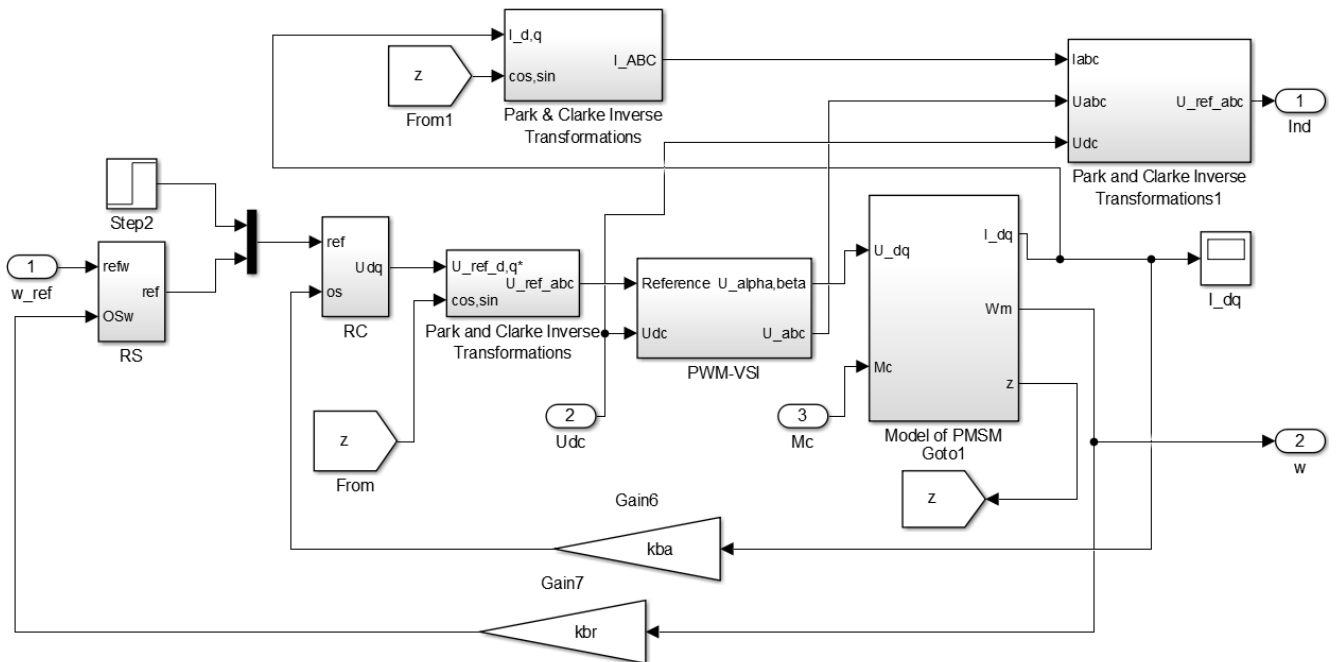 I_d,q
cos,sin
I_ABC
Park & Clarke Inverse
Transformations
z
From1
Iabc
Uabc
Udc
U_ref_abc
Park and Clarke Inverse
Transformations1
1
Ind
Step2
1
w_ref
refw
OSw
ref
RS
ref
os
Udq
RC
U_ref_d,q*
cos,sin
U_ref_abc
Park and Clarke Inverse
Transformations
Reference
Udc
U_alpha,beta
U_abc
PWM-VSI
U_dq
Mc
I_dq
Wm
z
Model of PMSM
Goto1
I_dq
z
From
2
Udc
3
Mc
z
2
w
Gain6
kba
Gain7
kbr